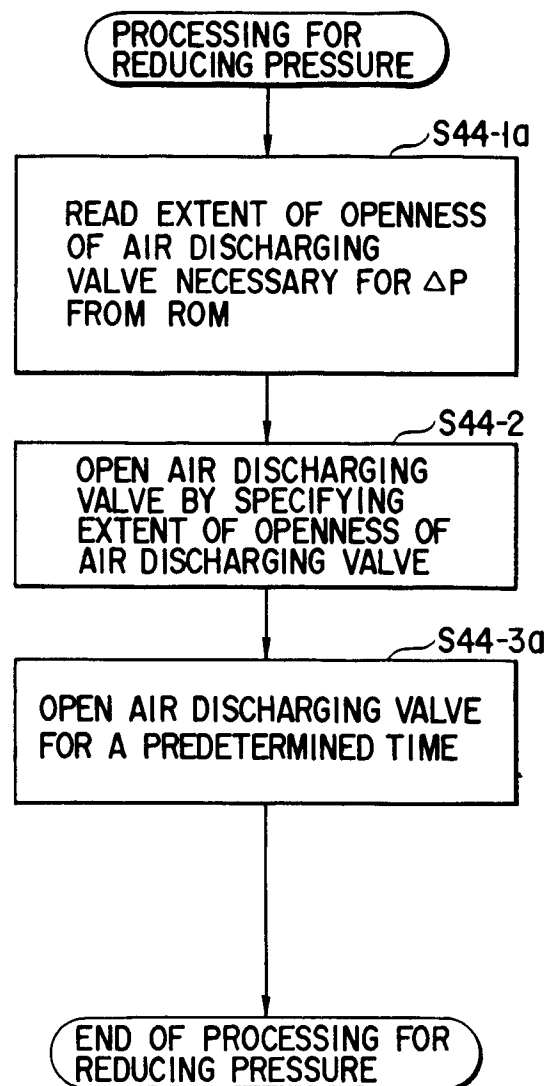 PROCESSING FOR
REDUCING PRESSURE
S44-1a
READ EXTENT OF OPENNESS
OF AIR DISCHARGING
VALVE NECESSARY FOR △P
FROM ROM
S44-2
OPEN AIR DISCHARGING
VALVE BY SPECIFYING
EXTENT OF OPENNESS OF
AIR DISCHARGING VALVE
S44-3a
OPEN AIR DISCHARGING VALVE
FOR A PREDETERMINED TIME
END OF PROCESSING FOR
REDUCING PRESSURE